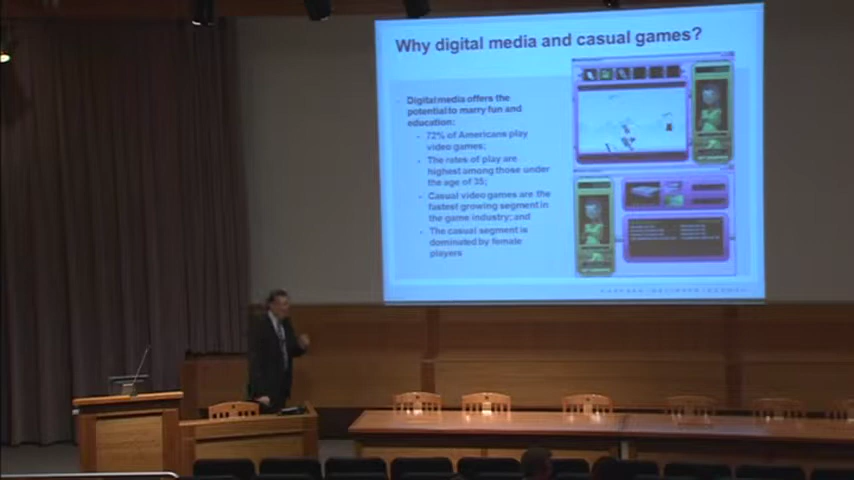 Why digital media and casual games?
Digital media offers the
potential to marry fun and
education:
72% of Americans play
video games;
The rates of play are
highest among those under
the age of 35;
Casual video games are the
fastest growing segment in
the game industry; and
The casual segment is
dominated by female
players